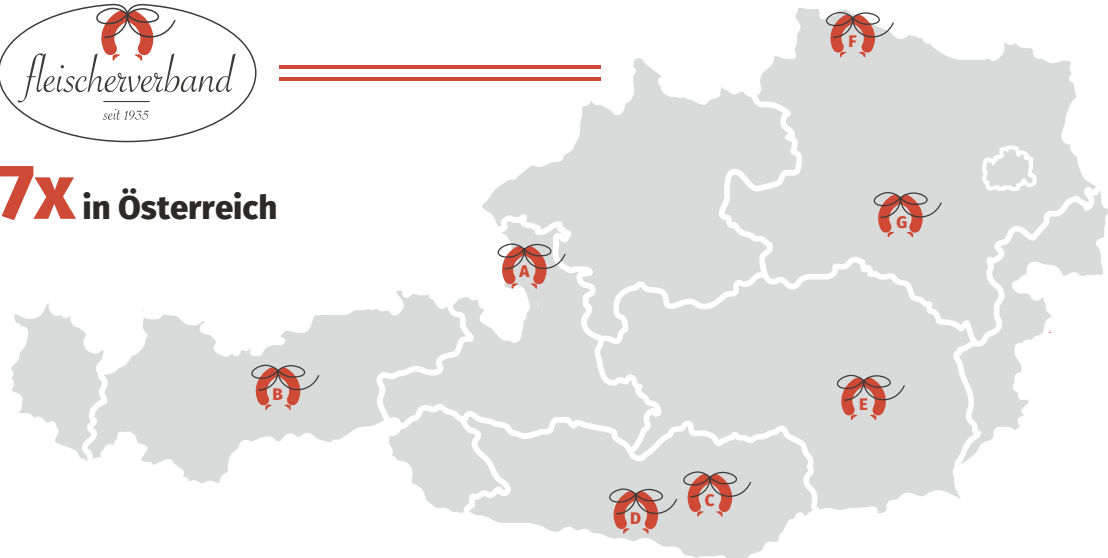 fleischerverband
seit 1935
7x in Österreich
F
G
A
B
E
C
D